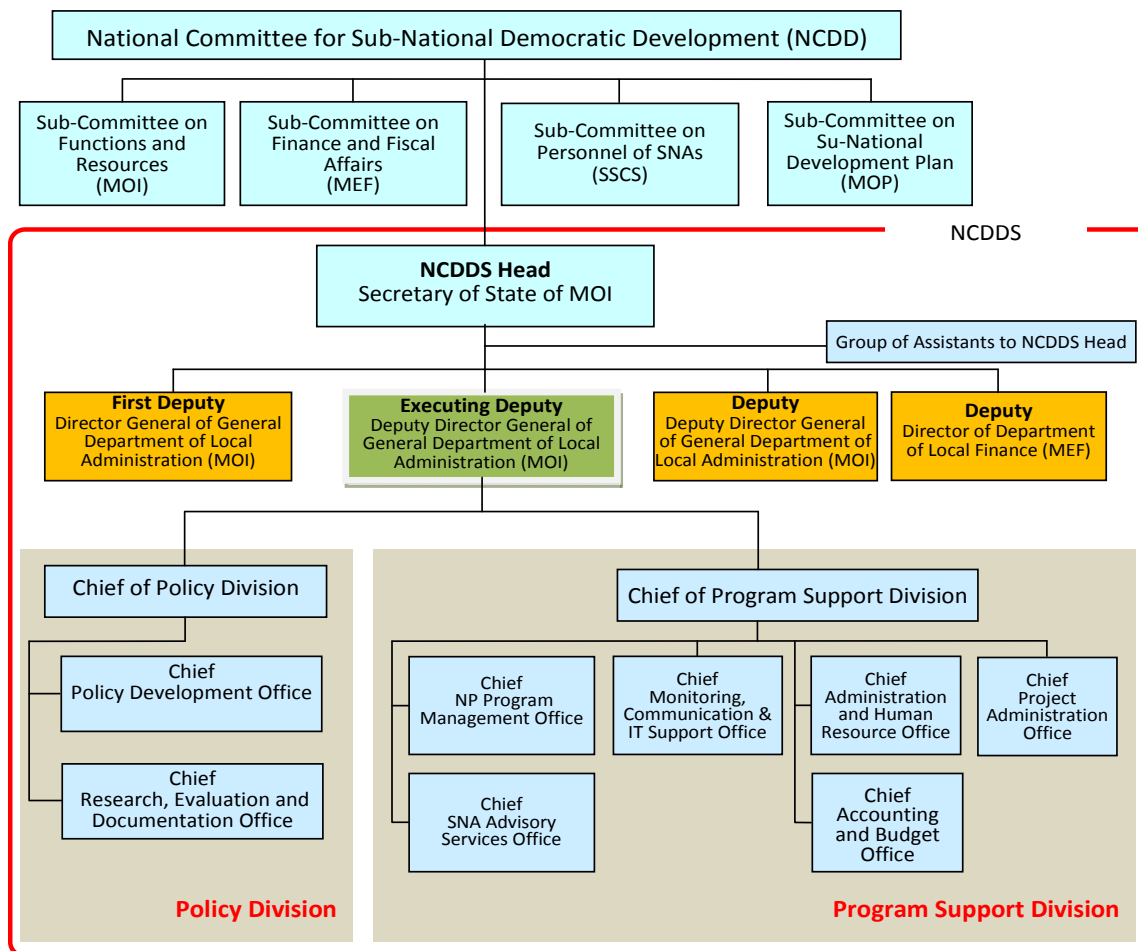 National Committee for Sub-National Democratic Development (NCDD)
Sub-Committee on
Functions and
Resources
(MOI)
Sub-Committee on
Finance and Fiscal
Affairs
(MEF)
Sub-Committee on
Personnel of SNAs
(SSCS)
Sub-Committee on
Su-National
Development Plan
(MOP)
NCDDS
NCDDS Head
Secretary of State of MOI
Group of Assistants to NCDDS Head
First Deputy
Director General of General
Department of Local
Administration (MOI)
Executing Deputy
Deputy Director General of
General Department of Local
Administration (MOI)
Deputy
Deputy Director General
of General Department of
Local Administration (MOI)
Deputy
Director of Department
of Local Finance (MEF)
Chief of Policy Division
Chief
Policy Development Office
Chief
Research, Evaluation and
Documentation Office
Policy Division
Chief of Program Support Division
Chief
NP Program
Management Office
Chief
Monitoring,
Communication &
IT Support Office
Chief
Administration
and Human
Resource Office
Chief
Project
Administration
Office
Chief
SNA Advisory
Services Office
Chief
Accounting
and Budget
Office
Program Support Division